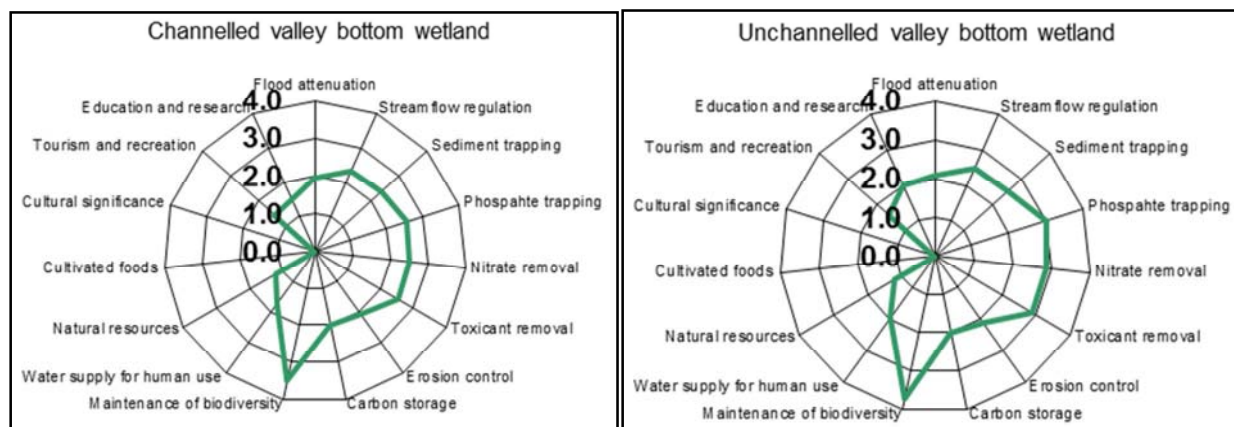 Channelled valley bottom wetland
Flood attenuation
Streamflow regulation
Sediment trapping
Phospahte trapping
Nitrate removal
Toxicant removal
Erosion control
Carbon storage
Maintenance of biodiversity
Water supply for human use
Natural resources
Cultivated foods
Cultural significance
Tourism and recreation
Education and research
4.0
3.0
2.0
1.0
0.0
Unchannelled valley bottom wetland
Flood attenuation
Streamflow regulation
Sediment trapping
Phospahte trapping
Nitrate removal
Toxicant removal
Erosion control
Carbon storage
Maintenance of biodiversity
Water supply for human use
Natural resources
Cultivated foods
Cultural significance
Tourism and recreation
Education and research
4.0
3.0
2.0
1.0
0.0